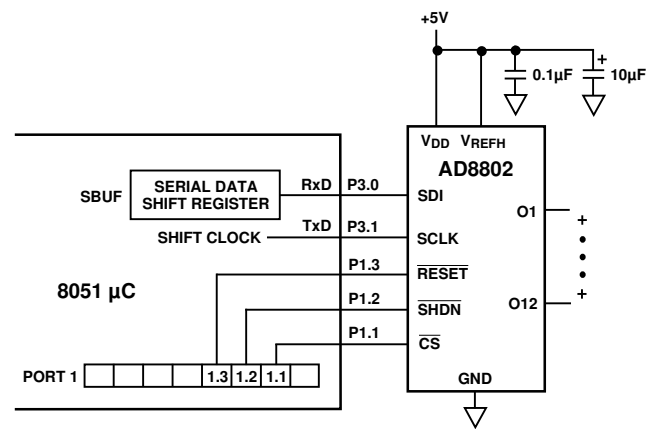 +5V
+
0.1µF
10µF
VDD VREFH
AD8802
SBUF
SERIAL DATA
SHIFT REGISTER
RxD P3.0
SDI
O1
SHIFT CLOCK
TxD P3.1
SCLK
+
P1.3
RESET
8051 µC
P1.2
SHDN
+
O12
P1.1
CS
PORT 1
1.3 1.2 1.1
GND